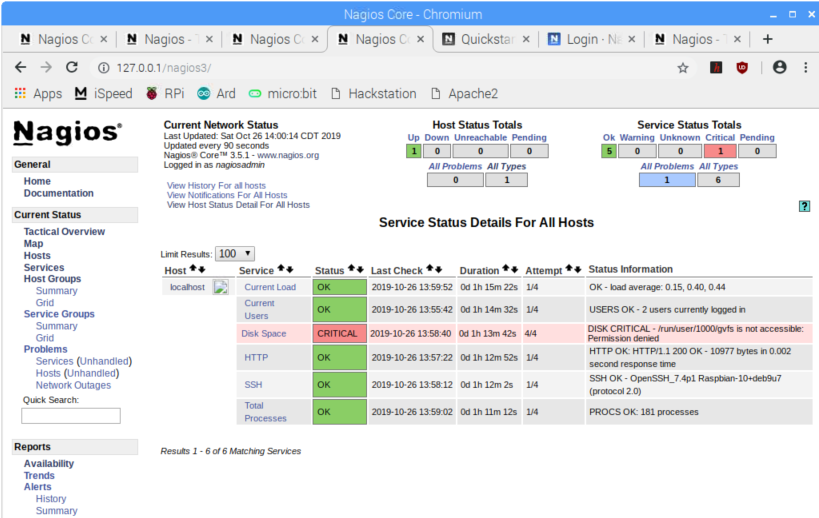 Nagios Core - Chromium
Nagios Co
Nagios - T
Nagios Co
Nagios Co
Quickstar
Login · Na
Nagios - T
127.0.0.1/nagios3/
Apps
iSpeed
RPi
Ard
micro:bit
Hackstation
Apache2
Nagios®
General
Home
Documentation
Current Status
Tactical Overview
Map
Hosts
Services
Host Groups
Summary
Grid
Service Groups
Summary
Grid
Problems
Services (Unhandled)
Hosts (Unhandled)
Network Outages
Quick Search:
Reports
Availability
Trends
Alerts
History
Summary
Current Network Status
Last Updated: Sat Oct 26 14:00:14 CDT 2019
Updated every 90 seconds
Nagios® Core™ 3.5.1 - www.nagios.org
Logged in as nagiosadmin
View History For all hosts
View Notifications For All Hosts
View Host Status Detail For All Hosts
Host Status Totals
Up Down Unreachable Pending
1 0 0 0
All Problems All Types
0 1
Service Status Totals
Ok Warning Unknown Critical Pending
5 0 0 1 0
All Problems All Types
1 6
?
Service Status Details For All Hosts
Limit Results: 100
Host Service Status Last Check Duration Attempt Status Information
localhost Current Load OK 2019-10-26 13:59:52 0d 1h 15m 22s 1/4 OK - load average: 0.15, 0.40, 0.44
Current Users OK 2019-10-26 13:55:42 0d 1h 14m 32s 1/4 USERS OK - 2 users currently logged in
Disk Space CRITICAL 2019-10-26 13:58:40 0d 1h 13m 42s 4/4 DISK CRITICAL - /run/user/1000/gvfs is not accessible: Permission denied
HTTP OK 2019-10-26 13:57:22 0d 1h 12m 52s 1/4 HTTP OK: HTTP/1.1 200 OK - 10977 bytes in 0.002 second response time
SSH OK 2019-10-26 13:58:12 0d 1h 12m 2s 1/4 SSH OK - OpenSSH_7.4p1 Raspbian-10+deb9u7 (protocol 2.0)
Total Processes OK 2019-10-26 13:59:02 0d 1h 11m 12s 1/4 PROCS OK: 181 processes
Results 1 - 6 of 6 Matching Services